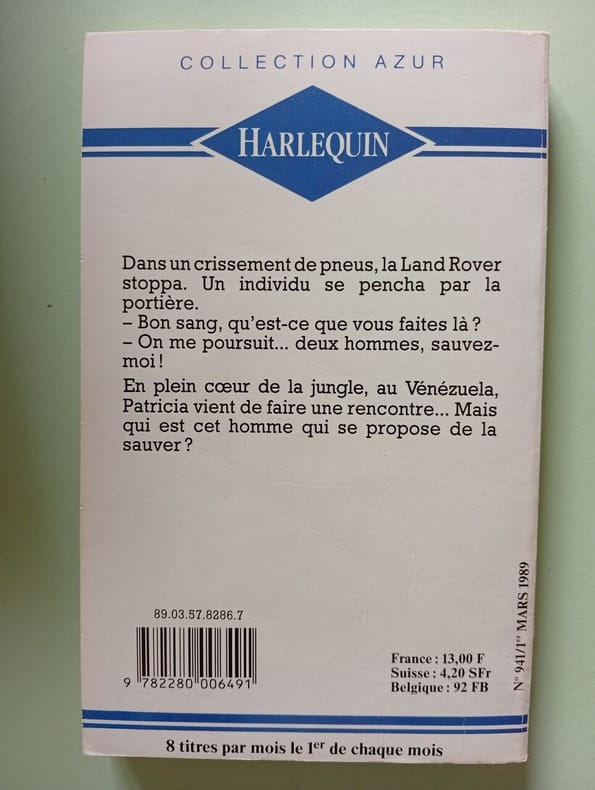 COLLECTION AZUR
HARLEQUIN
Dans un crissement de pneus, la Land Rover
stoppa. Un individu se pencha par la
portière.
– Bon sang, qu'est-ce que vous faites là ?
– On me poursuit... deux hommes, sauvez-
moi !
En plein cœur de la jungle, au Vénézuela,
Patricia vient de faire une rencontre... Mais
qui est cet homme qui se propose de la
sauver ?
89.03.57.8286.7
9 782280 006491
France : 13,00 F
Suisse : 4,20 SFr
Belgique : 92 FB
N° 941/1er MARS 1989
8 titres par mois le 1er de chaque mois